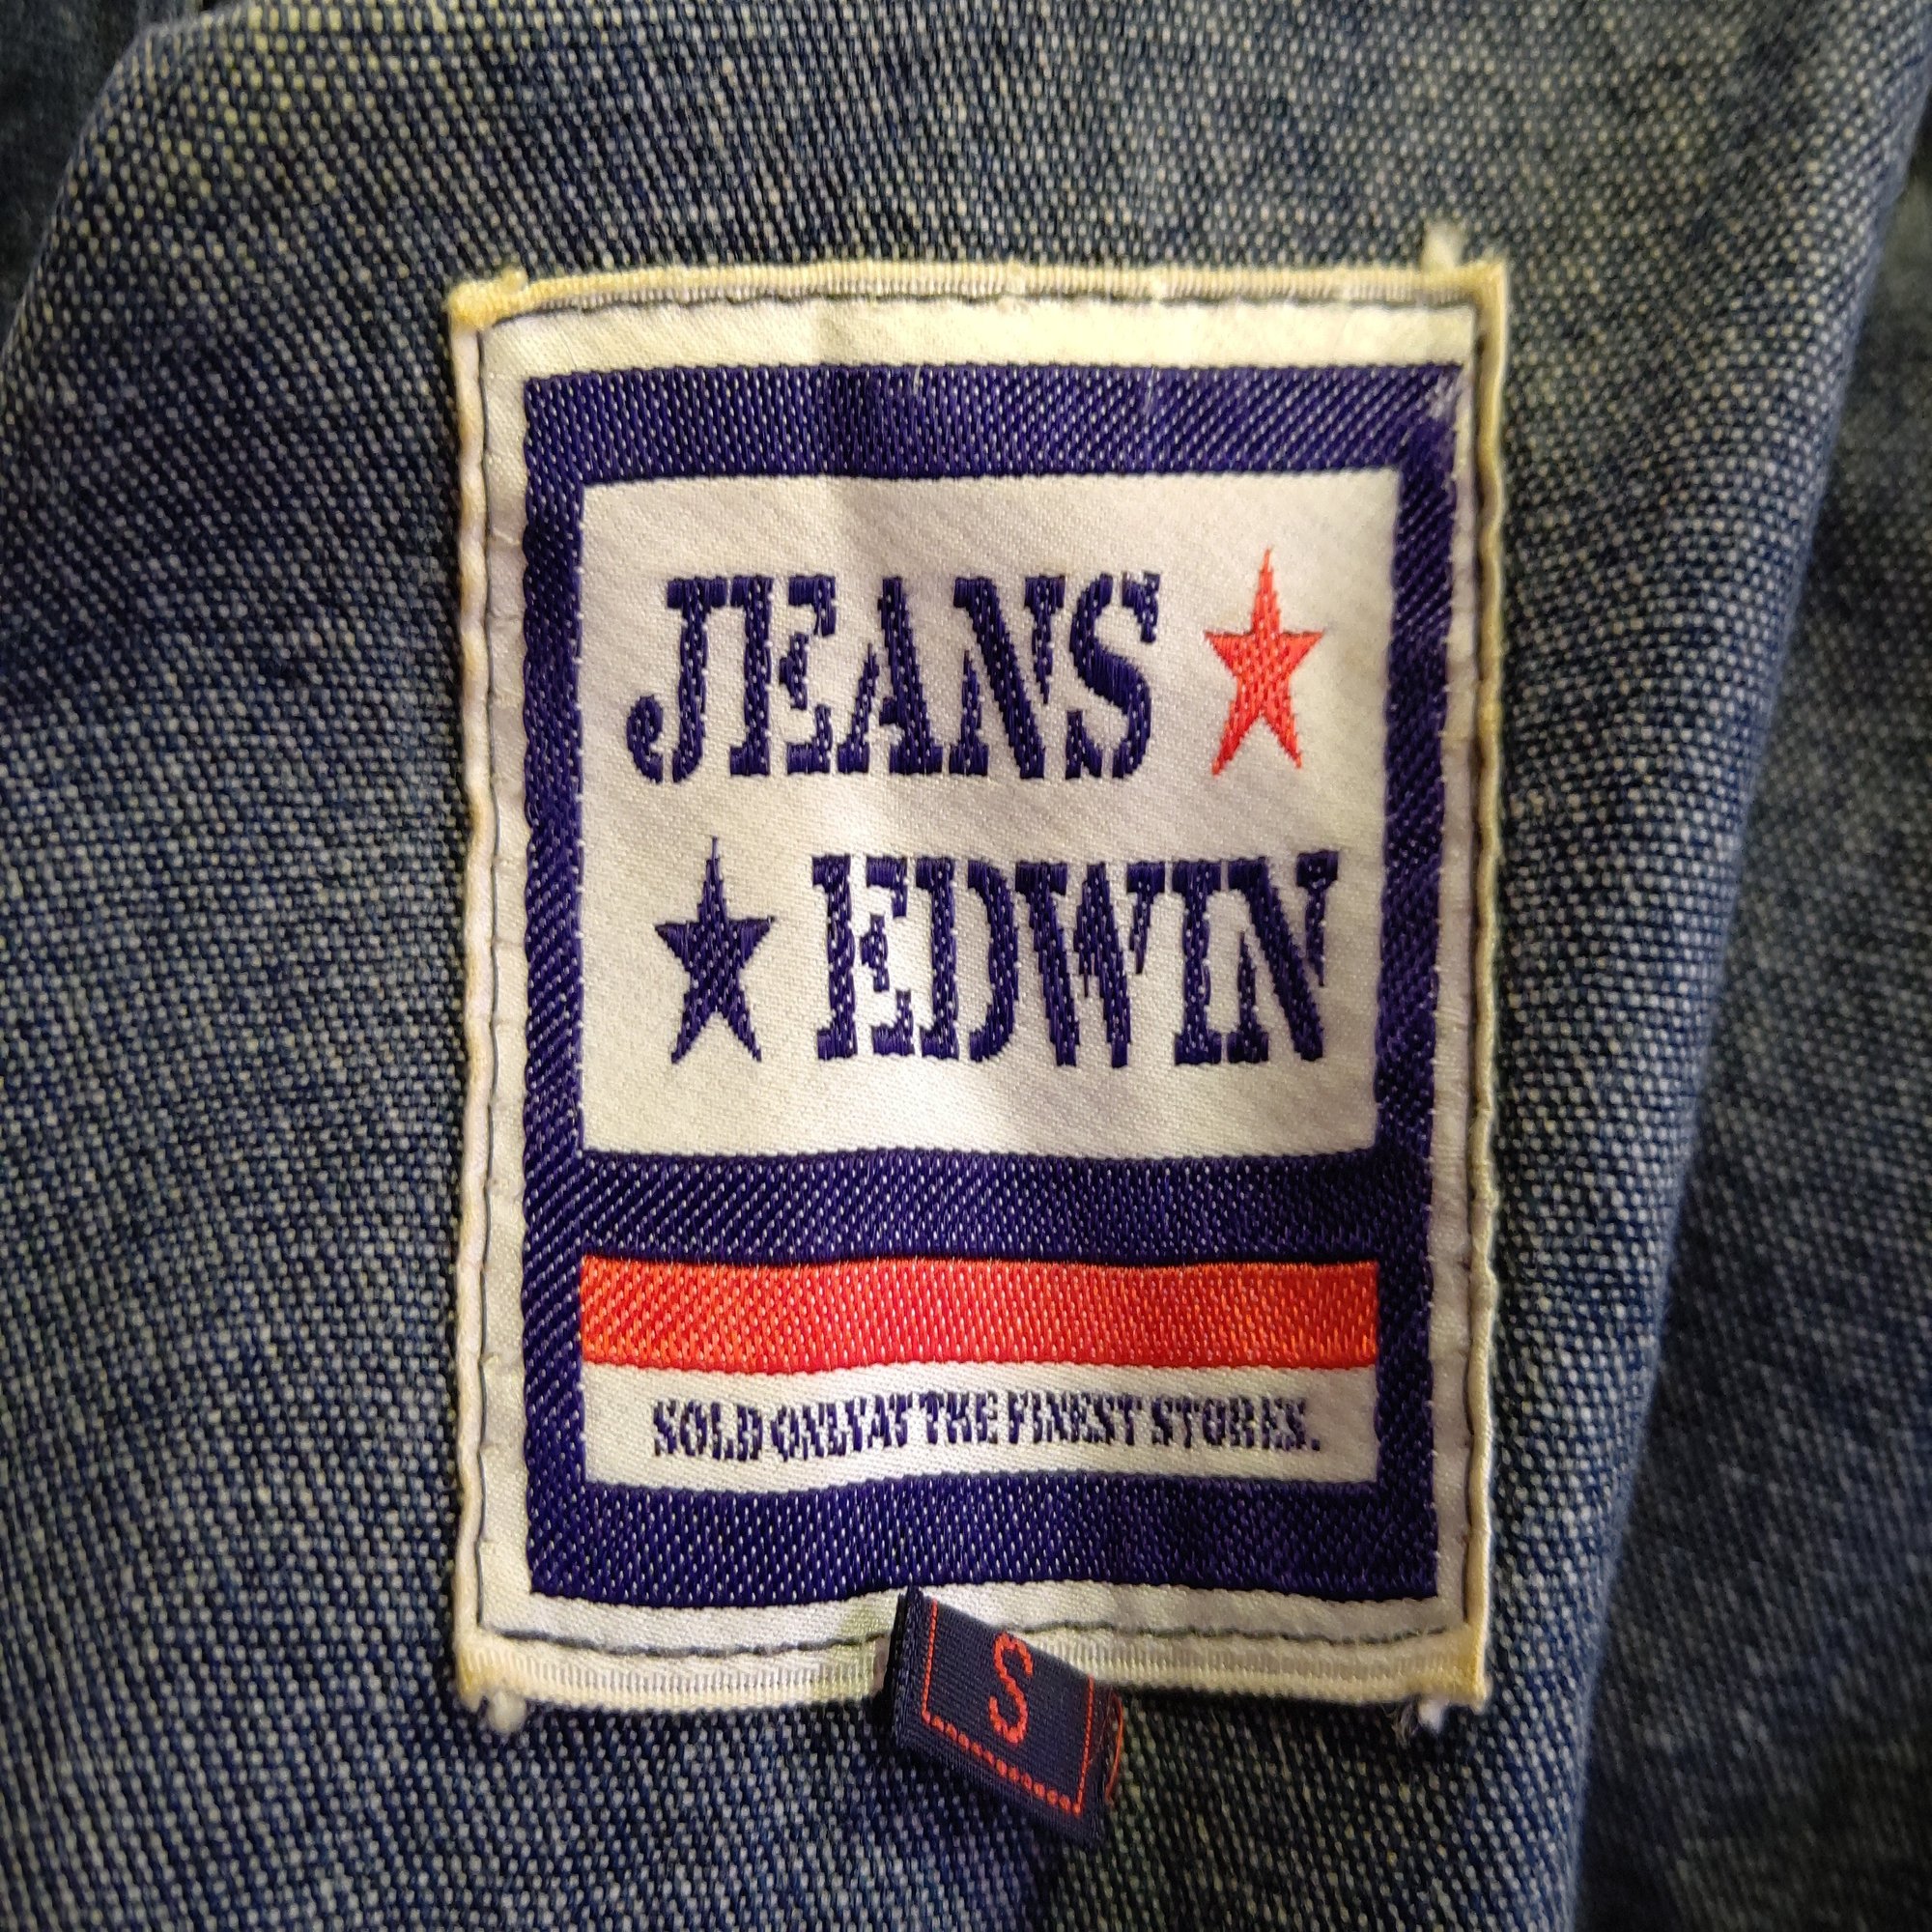 JEANS
EDWIN
SOLD ONLY AT THE FINEST STORES.
S